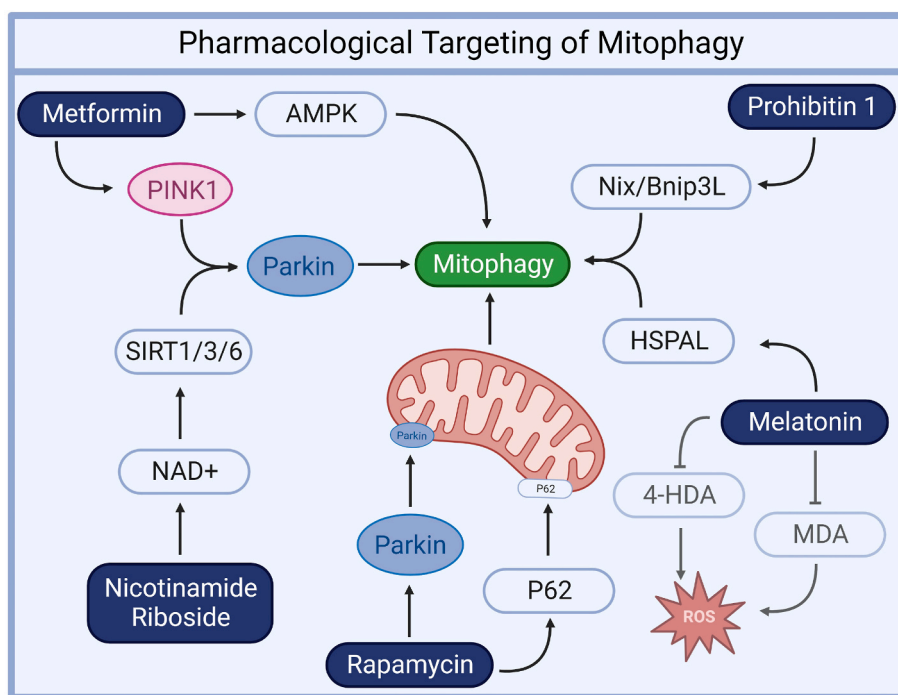 Pharmacological Targeting of Mitophagy
Metformin
AMPK
Prohibitin 1
PINK1
Nix/Bnip3L
Parkin
Mitophagy
SIRT1/3/6
HSPAL
Parkin
Melatonin
NAD+
P62
4-HDA
MDA
Parkin
Nicotinamide
Riboside
P62
ROS
Rapamycin